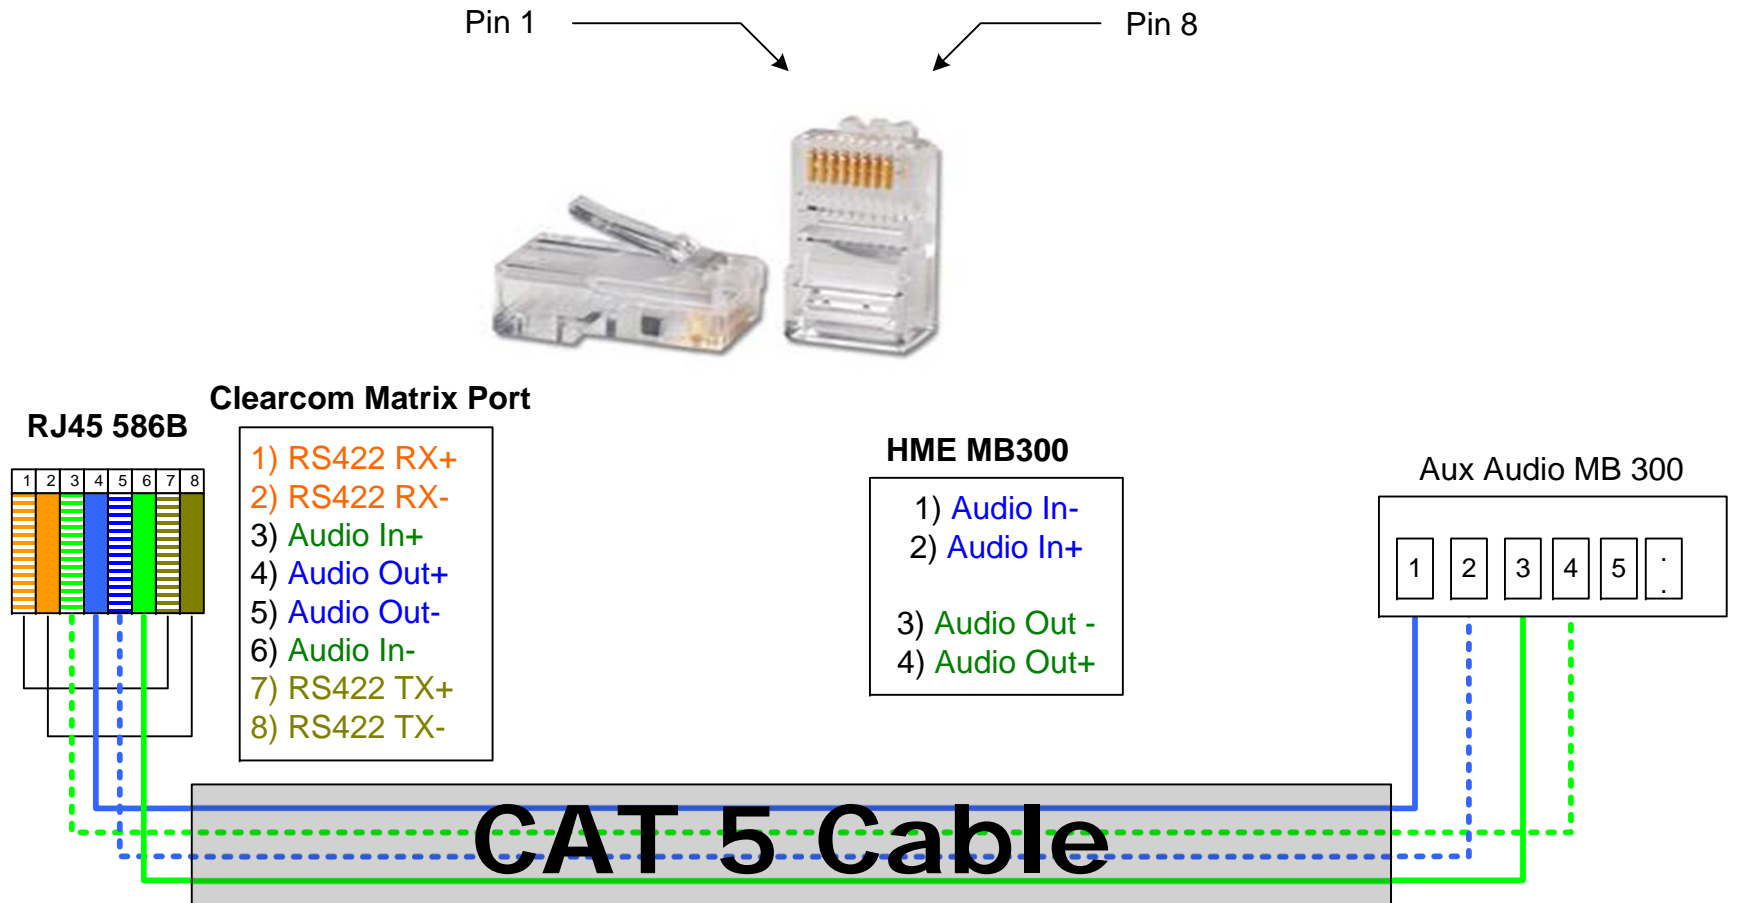 Pin 1
Pin 8
Clearcom Matrix Port
RJ45 586B
1 2 3 4 5 6 7 8
1) RS422 RX+
2) RS422 RX-
3) Audio In+
4) Audio Out+
5) Audio Out-
6) Audio In-
7) RS422 TX+
8) RS422 TX-
HME MB300
1) Audio In-
2) Audio In+
3) Audio Out -
4) Audio Out+
Aux Audio MB 300
1 2 3 4 5 :
CAT 5 Cable